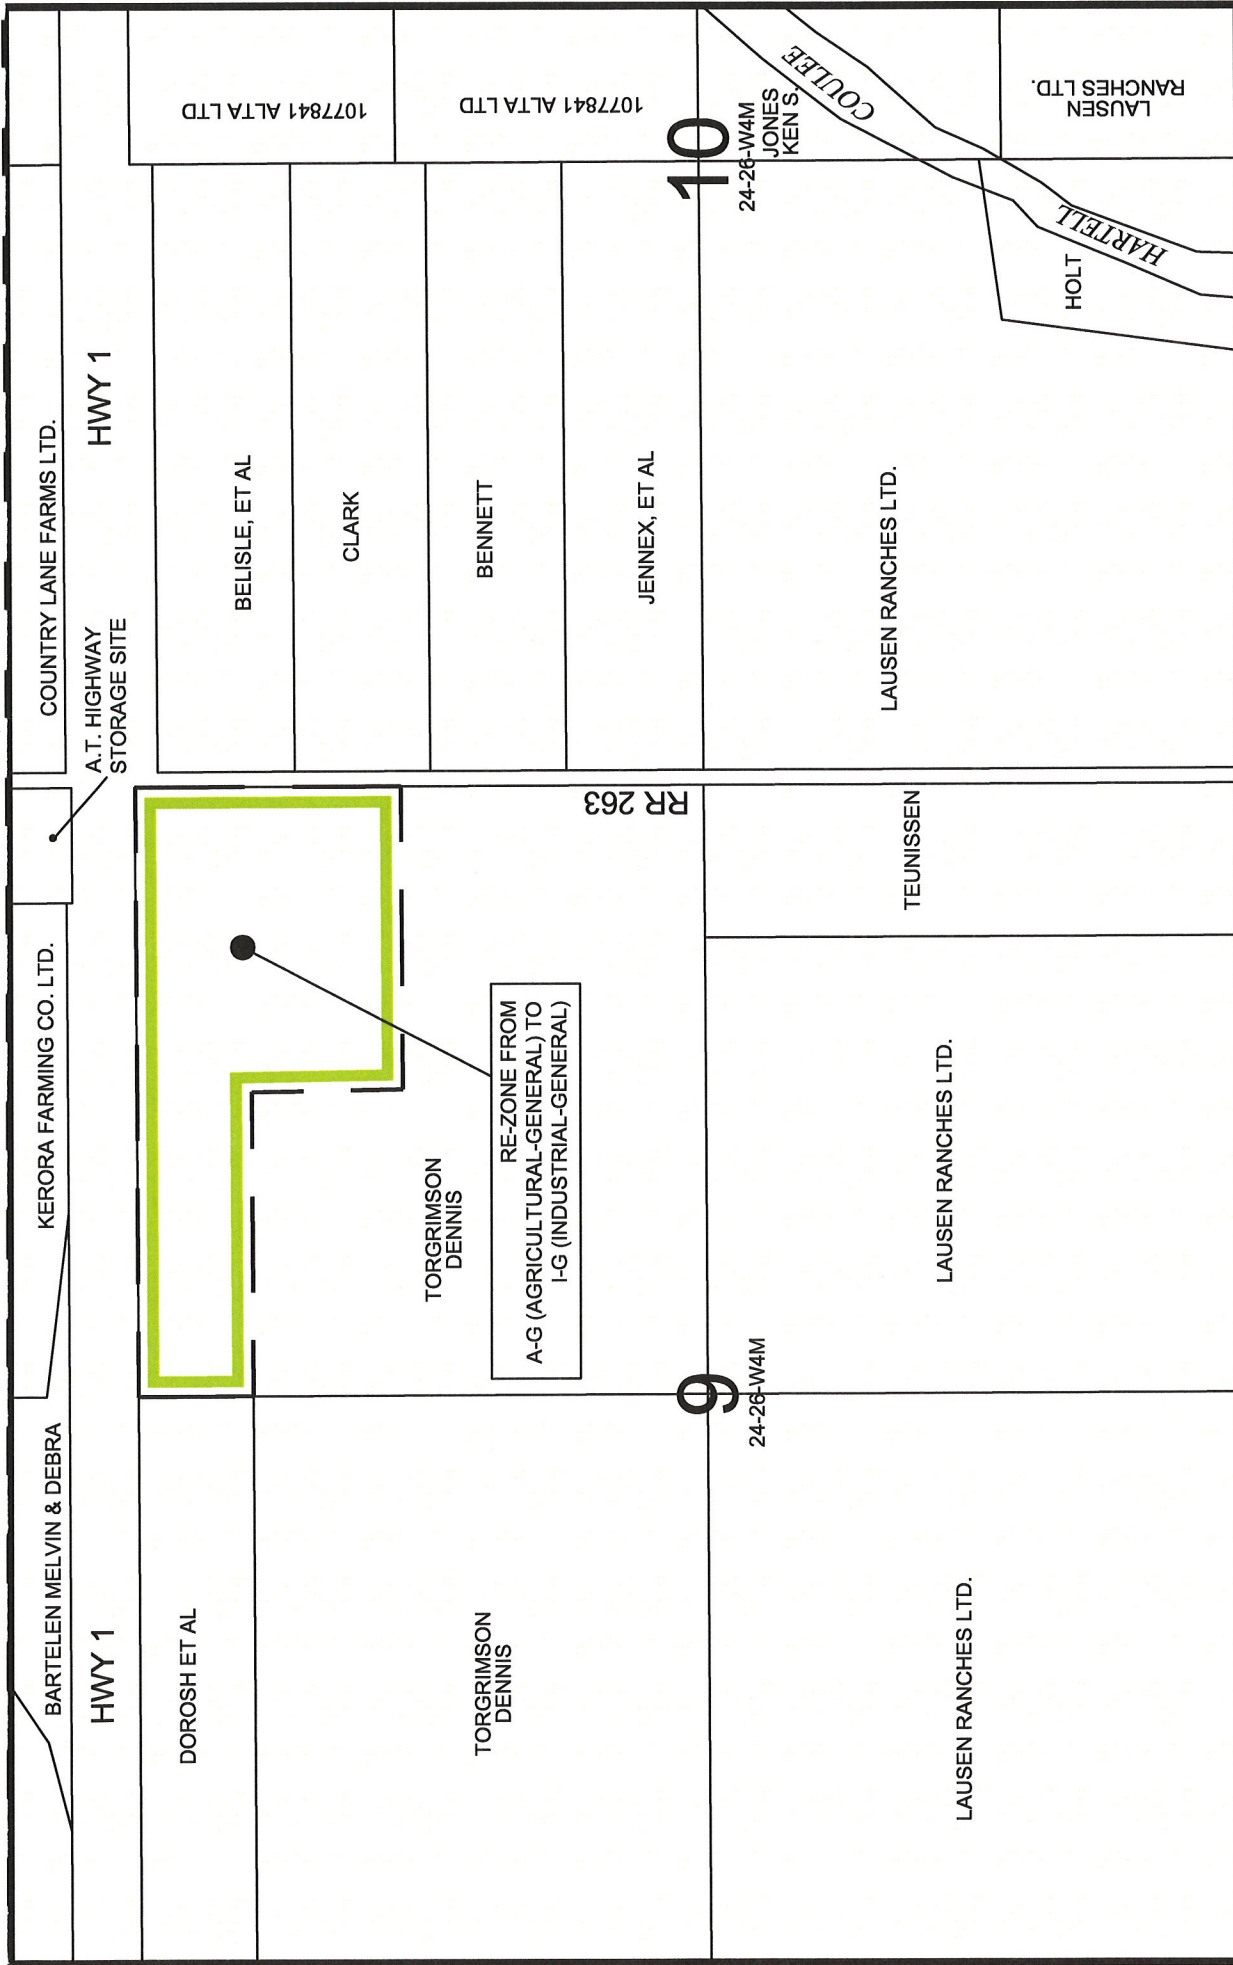 BARTELEN MELVIN & DEBRA
KERORA FARMING CO. LTD.
COUNTRY LANE FARMS LTD.
A.T. HIGHWAY
STORAGE SITE
HWY 1
HWY 1
DOROSH ET AL
BELISLE, ET AL
CLARK
BENNETT
JENNEX, ET AL
1077841 ALTA LTD
1077841 ALTA LTD
TORGRIMSON
DENNIS
TORGRIMSON
DENNIS
RE-ZONE FROM
A-G (AGRICULTURAL-GENERAL) TO
I-G (INDUSTRIAL-GENERAL)
RR 263
9
24-26-W4M
10
24-26-W4M
JONES
KEN S.
COULEE
HARTELL
LAUSEN RANCHES LTD.
LAUSEN RANCHES LTD.
TEUNISSEN
LAUSEN RANCHES LTD.
HOLT
LAUSEN
RANCHES LTD.